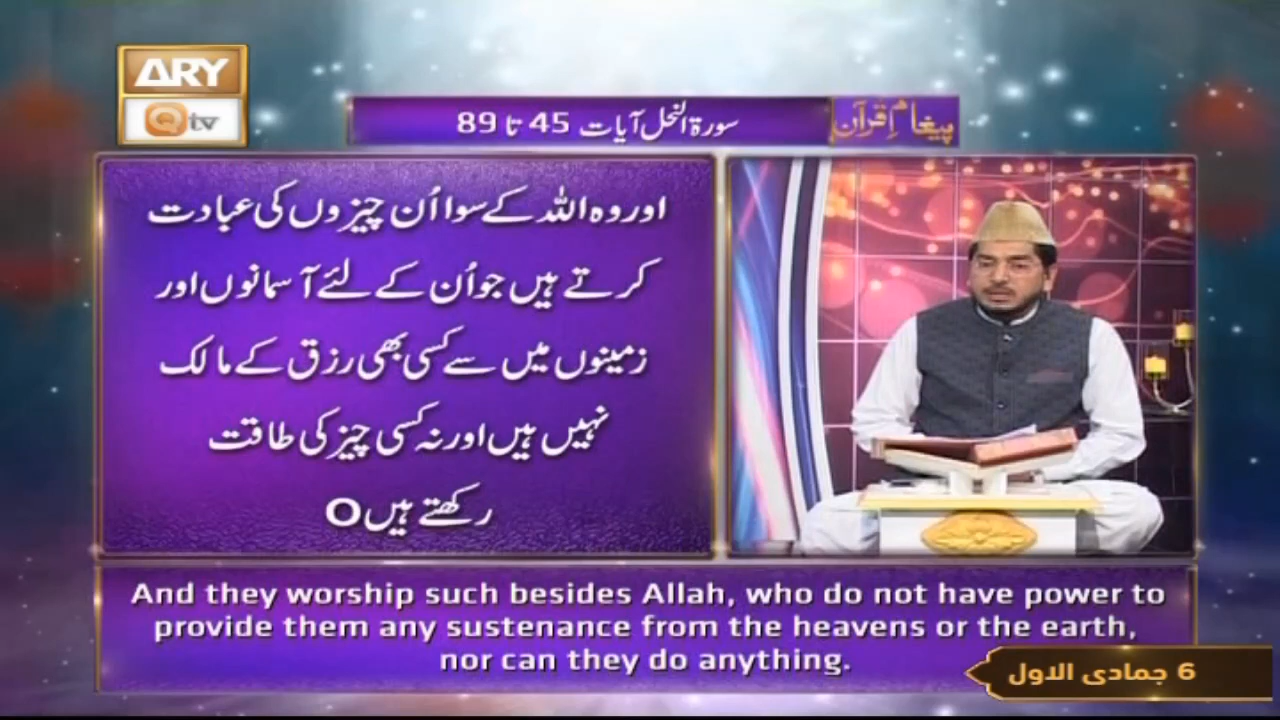 ARY
Qtv
پیغامِ قرآن
سورۃ النحل آیات 45 تا 89
اور وہ اللہ کے سوا اُن چیزوں کی عبادت
کرتے ہیں جو اُن کے لئے آسمانوں اور
زمینوں میں سے کسی بھی رزق کے مالک
نہیں ہیں اور نہ کسی چیز کی طاقت
رکھتے ہیں O
And they worship such besides Allah, who do not have power to
provide them any sustenance from the heavens or the earth,
nor can they do anything.
6 جمادی الاول